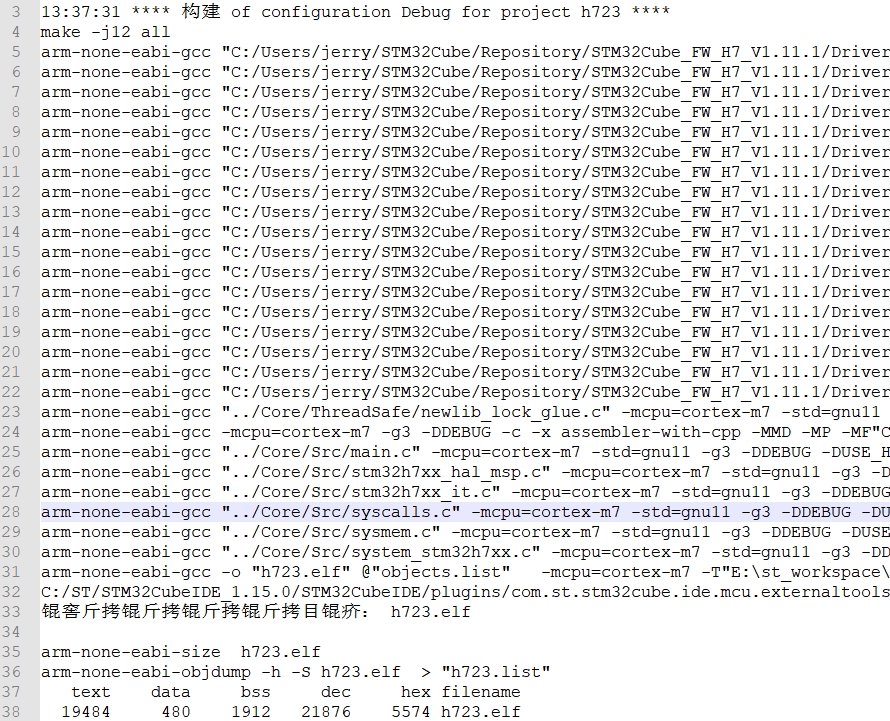 3 13:37:31 **** 构建 of configuration Debug for project h723 ****
4 make -j12 all
5 arm-none-eabi-gcc "C:/Users/jerry/STM32Cube/Repository/STM32Cube_FW_H7_V1.11.1/Driver
6 arm-none-eabi-gcc "C:/Users/jerry/STM32Cube/Repository/STM32Cube_FW_H7_V1.11.1/Driver
7 arm-none-eabi-gcc "C:/Users/jerry/STM32Cube/Repository/STM32Cube_FW_H7_V1.11.1/Driver
8 arm-none-eabi-gcc "C:/Users/jerry/STM32Cube/Repository/STM32Cube_FW_H7_V1.11.1/Driver
9 arm-none-eabi-gcc "C:/Users/jerry/STM32Cube/Repository/STM32Cube_FW_H7_V1.11.1/Driver
10 arm-none-eabi-gcc "C:/Users/jerry/STM32Cube/Repository/STM32Cube_FW_H7_V1.11.1/Driver
11 arm-none-eabi-gcc "C:/Users/jerry/STM32Cube/Repository/STM32Cube_FW_H7_V1.11.1/Driver
12 arm-none-eabi-gcc "C:/Users/jerry/STM32Cube/Repository/STM32Cube_FW_H7_V1.11.1/Driver
13 arm-none-eabi-gcc "C:/Users/jerry/STM32Cube/Repository/STM32Cube_FW_H7_V1.11.1/Driver
14 arm-none-eabi-gcc "C:/Users/jerry/STM32Cube/Repository/STM32Cube_FW_H7_V1.11.1/Driver
15 arm-none-eabi-gcc "C:/Users/jerry/STM32Cube/Repository/STM32Cube_FW_H7_V1.11.1/Driver
16 arm-none-eabi-gcc "C:/Users/jerry/STM32Cube/Repository/STM32Cube_FW_H7_V1.11.1/Driver
17 arm-none-eabi-gcc "C:/Users/jerry/STM32Cube/Repository/STM32Cube_FW_H7_V1.11.1/Driver
18 arm-none-eabi-gcc "C:/Users/jerry/STM32Cube/Repository/STM32Cube_FW_H7_V1.11.1/Driver
19 arm-none-eabi-gcc "C:/Users/jerry/STM32Cube/Repository/STM32Cube_FW_H7_V1.11.1/Driver
20 arm-none-eabi-gcc "C:/Users/jerry/STM32Cube/Repository/STM32Cube_FW_H7_V1.11.1/Driver
21 arm-none-eabi-gcc "C:/Users/jerry/STM32Cube/Repository/STM32Cube_FW_H7_V1.11.1/Driver
22 arm-none-eabi-gcc "C:/Users/jerry/STM32Cube/Repository/STM32Cube_FW_H7_V1.11.1/Driver
23 arm-none-eabi-gcc "../Core/ThreadSafe/newlib_lock_glue.c" -mcpu=cortex-m7 -std=gnu11
24 arm-none-eabi-gcc -mcpu=cortex-m7 -g3 -DDEBUG -c -x assembler-with-cpp -MMD -MP -MF"C
25 arm-none-eabi-gcc "../Core/Src/main.c" -mcpu=cortex-m7 -std=gnu11 -g3 -DDEBUG -DUSE_H
26 arm-none-eabi-gcc "../Core/Src/stm32h7xx_hal_msp.c" -mcpu=cortex-m7 -std=gnu11 -g3 -D
27 arm-none-eabi-gcc "../Core/Src/stm32h7xx_it.c" -mcpu=cortex-m7 -std=gnu11 -g3 -DDEBUG
28 arm-none-eabi-gcc "../Core/Src/syscalls.c" -mcpu=cortex-m7 -std=gnu11 -g3 -DDEBUG -DU
29 arm-none-eabi-gcc "../Core/Src/sysmem.c" -mcpu=cortex-m7 -std=gnu11 -g3 -DDEBUG -DUSE
30 arm-none-eabi-gcc "../Core/Src/system_stm32h7xx.c" -mcpu=cortex-m7 -std=gnu11 -g3 -DD
31 arm-none-eabi-gcc -o "h723.elf" @"objects.list" -mcpu=cortex-m7 -T"E:\st_workspace\
32 C:/ST/STM32CubeIDE_1.15.0/STM32CubeIDE/plugins/com.st.stm32cube.ide.mcu.externaltools
33 锟窖斤拷锟斤拷锟斤拷锟斤拷目锟疥： h723.elf
34
35 arm-none-eabi-size h723.elf
36 arm-none-eabi-objdump -h -S h723.elf > "h723.list"
37 text data bss dec hex filename
38 19484 480 1912 21876 5574 h723.elf